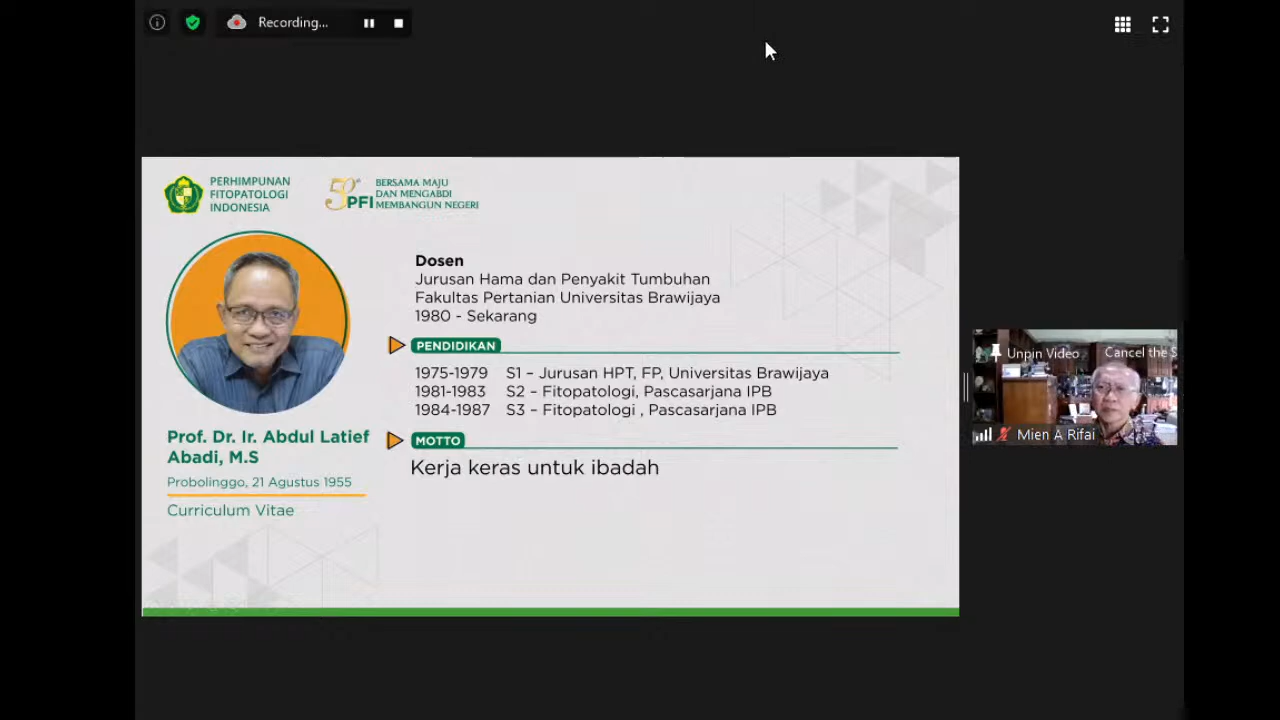 Recording...
PERHIMPUNAN
FITOPATOLOGI
INDONESIA
50th
PFI
BERSAMA MAJU
DAN MENGABDI
MEMBANGUN NEGERI
Dosen
Jurusan Hama dan Penyakit Tumbuhan
Fakultas Pertanian Universitas Brawijaya
1980 - Sekarang
PENDIDIKAN
1975-1979 S1 – Jurusan HPT, FP, Universitas Brawijaya
1981-1983 S2 – Fitopatologi, Pascasarjana IPB
1984-1987 S3 – Fitopatologi , Pascasarjana IPB
MOTTO
Kerja keras untuk ibadah
Prof. Dr. Ir. Abdul Latief
Abadi, M.S
Probolinggo, 21 Agustus 1955
Curriculum Vitae
Unpin Video Cancel the S
Mien A Rifai